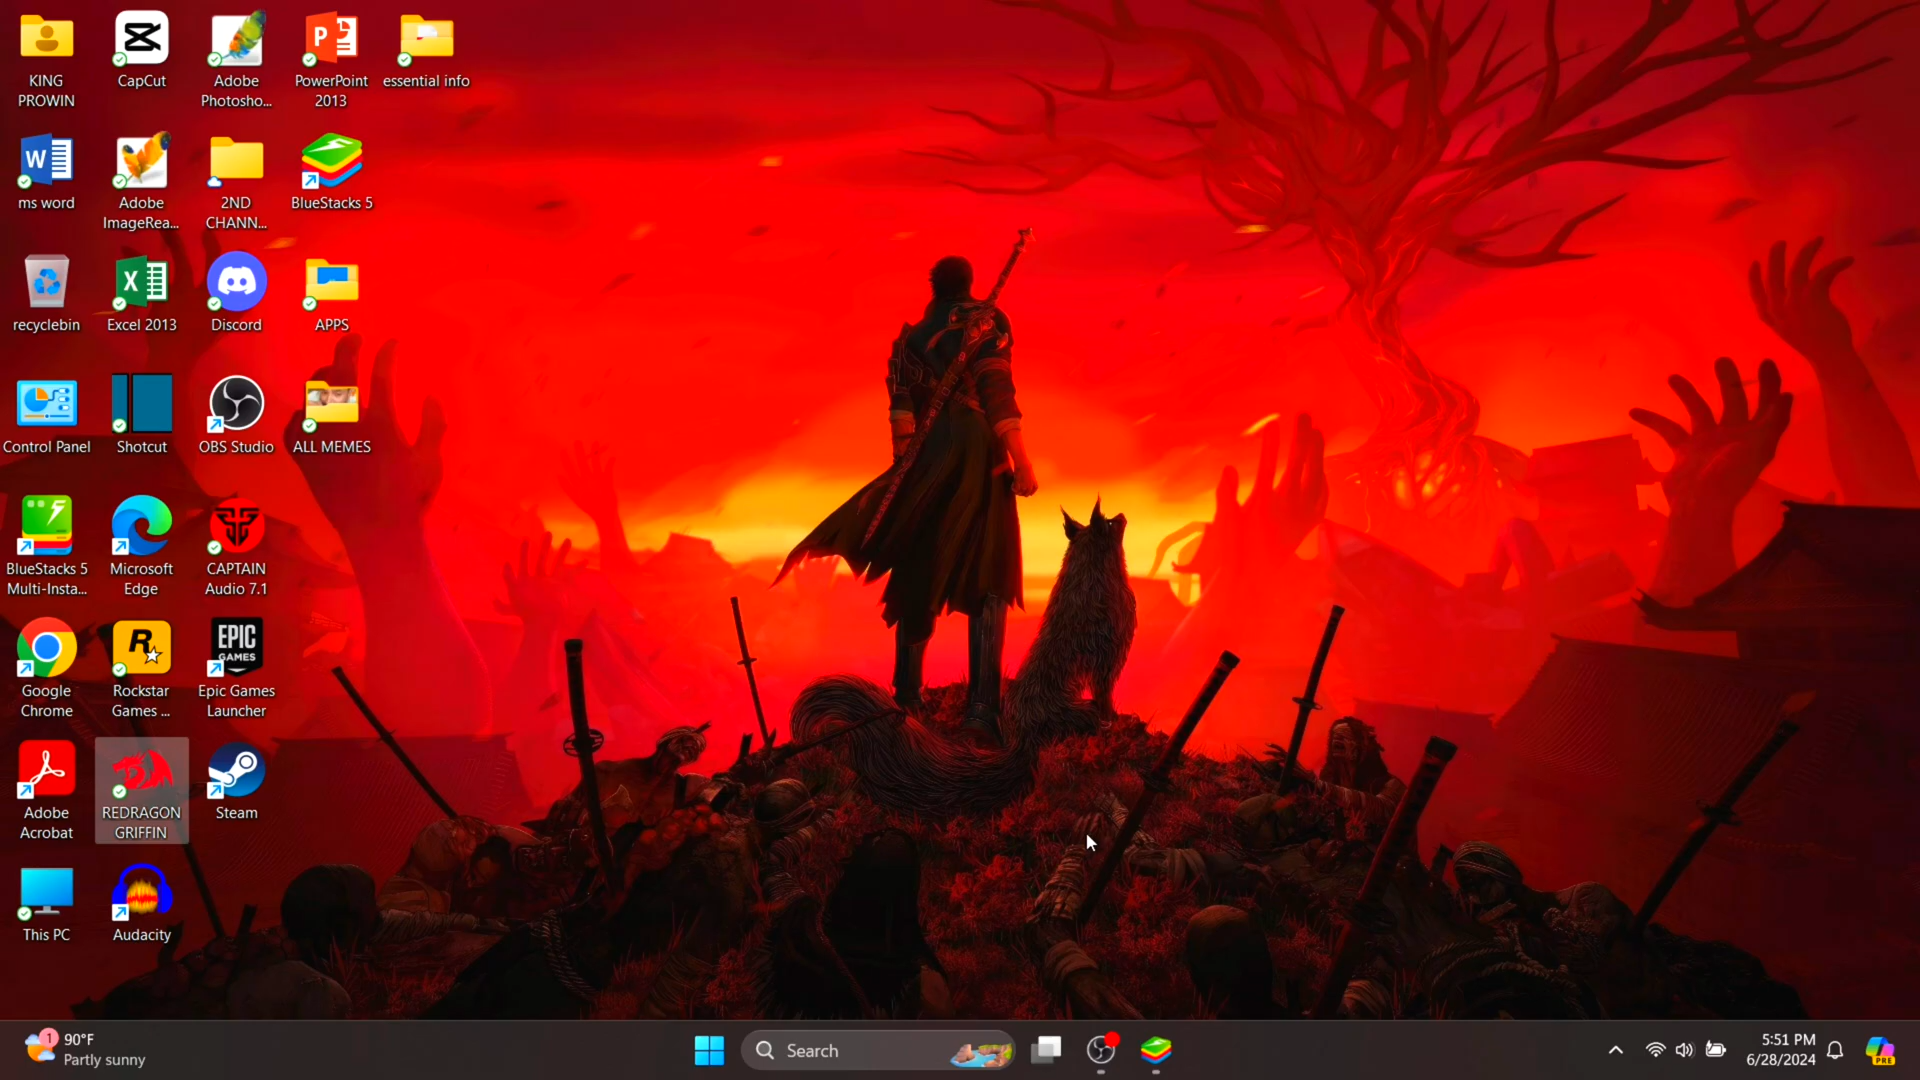 KING
PROWIN
CapCut
Adobe
Photosho...
PowerPoint
2013
essential info
ms word
Adobe
ImageRea...
2ND
CHANN...
BlueStacks 5
recyclebin
Excel 2013
Discord
APPS
Control Panel
Shotcut
OBS Studio
ALL MEMES
BlueStacks 5
Multi-Insta...
Microsoft
Edge
CAPTAIN
Audio 7.1
Google
Chrome
Rockstar
Games ...
EPIC
GAMES
Epic Games
Launcher
Adobe
Acrobat
REDRAGON
GRIFFIN
Steam
This PC
Audacity
1
90°F
Partly sunny
Search
5:51 PM
6/28/2024
PRE